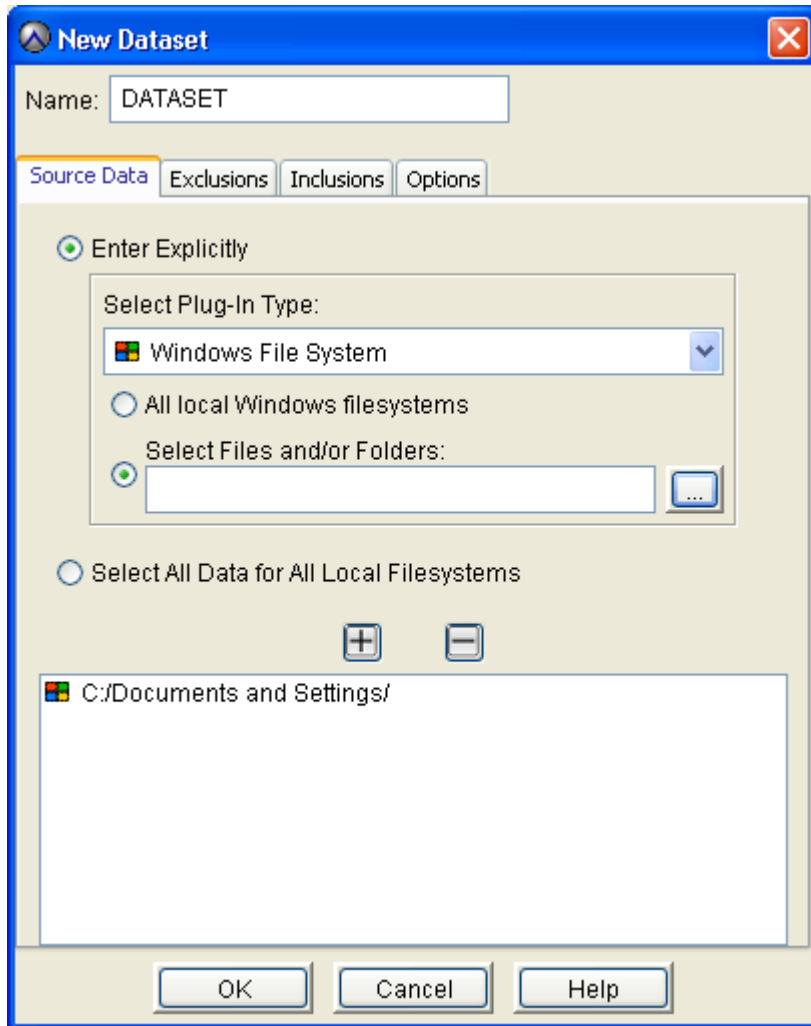 New Dataset
Name: DATASET
Source Data Exclusions Inclusions Options
Enter Explicitly
Select Plug-In Type:
Windows File System
All local Windows filesystems
Select Files and/or Folders:
...
Select All Data for All Local Filesystems
+ −
C:/Documents and Settings/
OK Cancel Help